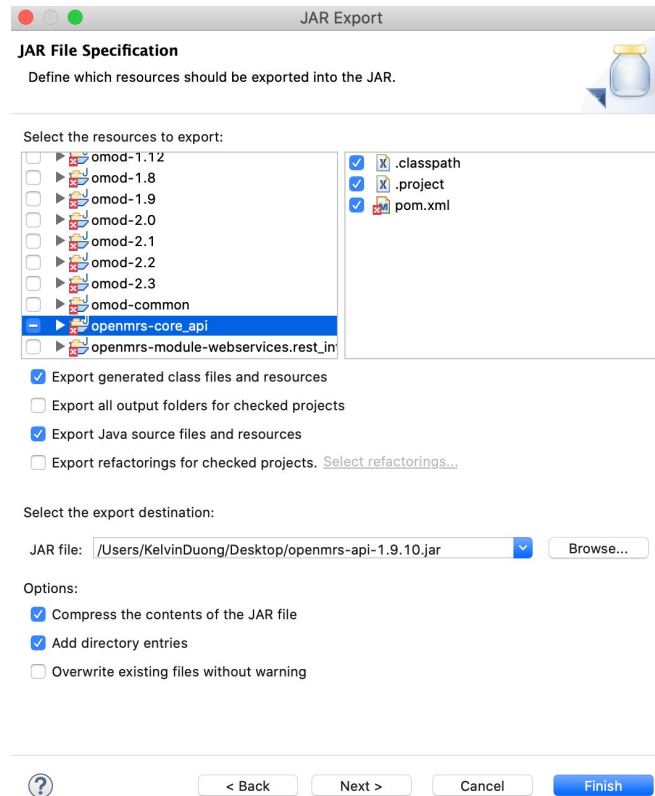 JAR Export
JAR File Specification
Define which resources should be exported into the JAR.
Select the resources to export:
omod-1.12
omod-1.8
omod-1.9
omod-2.0
omod-2.1
omod-2.2
omod-2.3
omod-common
openmrs-core_api
openmrs-module-webservices.rest_in
.classpath
.project
pom.xml
Export generated class files and resources
Export all output folders for checked projects
Export Java source files and resources
Export refactorings for checked projects. Select refactorings...
Select the export destination:
JAR file: /Users/KelvinDuong/Desktop/openmrs-api-1.9.10.jar Browse...
Options:
Compress the contents of the JAR file
Add directory entries
Overwrite existing files without warning
? < Back Next > Cancel Finish